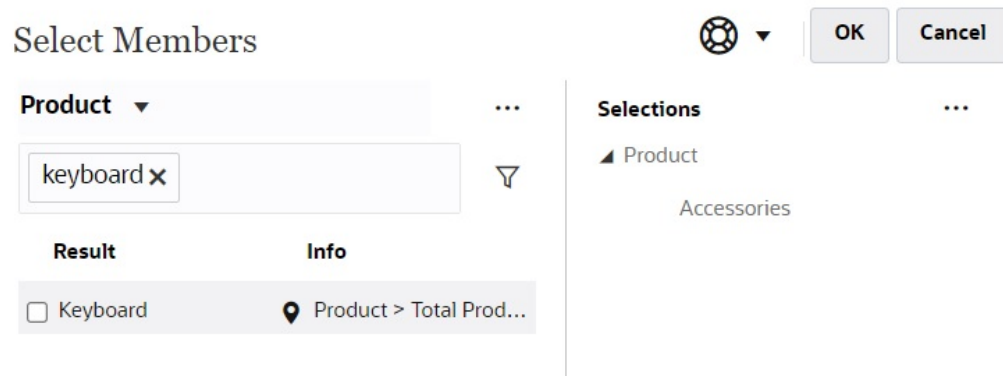 Select Members
OK
Cancel
Product
...
keyboard
Result
Info
Keyboard
Product > Total Prod...
Selections
...
Product
Accessories